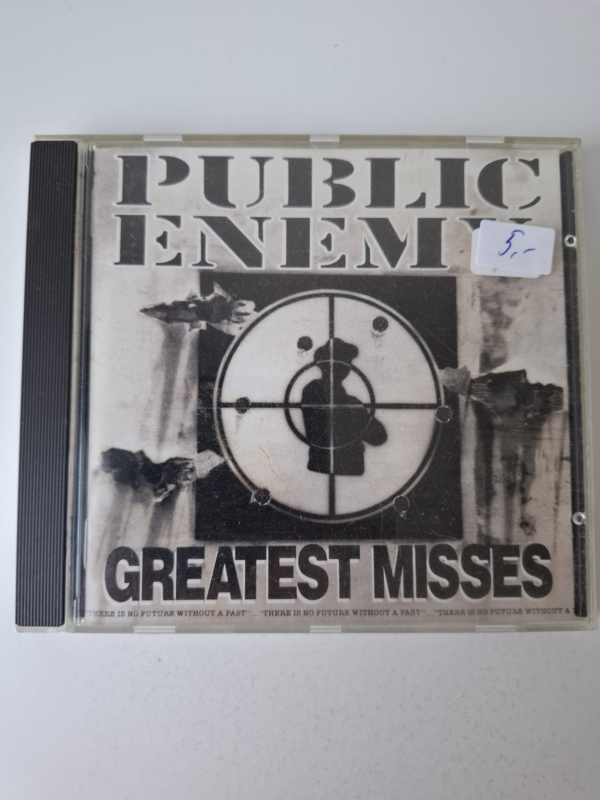 PUBLIC
ENEMY
5,-
GREATEST MISSES
"THERE IS NO FUTURE WITHOUT A PAST"... "THERE IS NO FUTURE WITHOUT A PAST"... "THERE IS NO FUTURE WITHOUT A